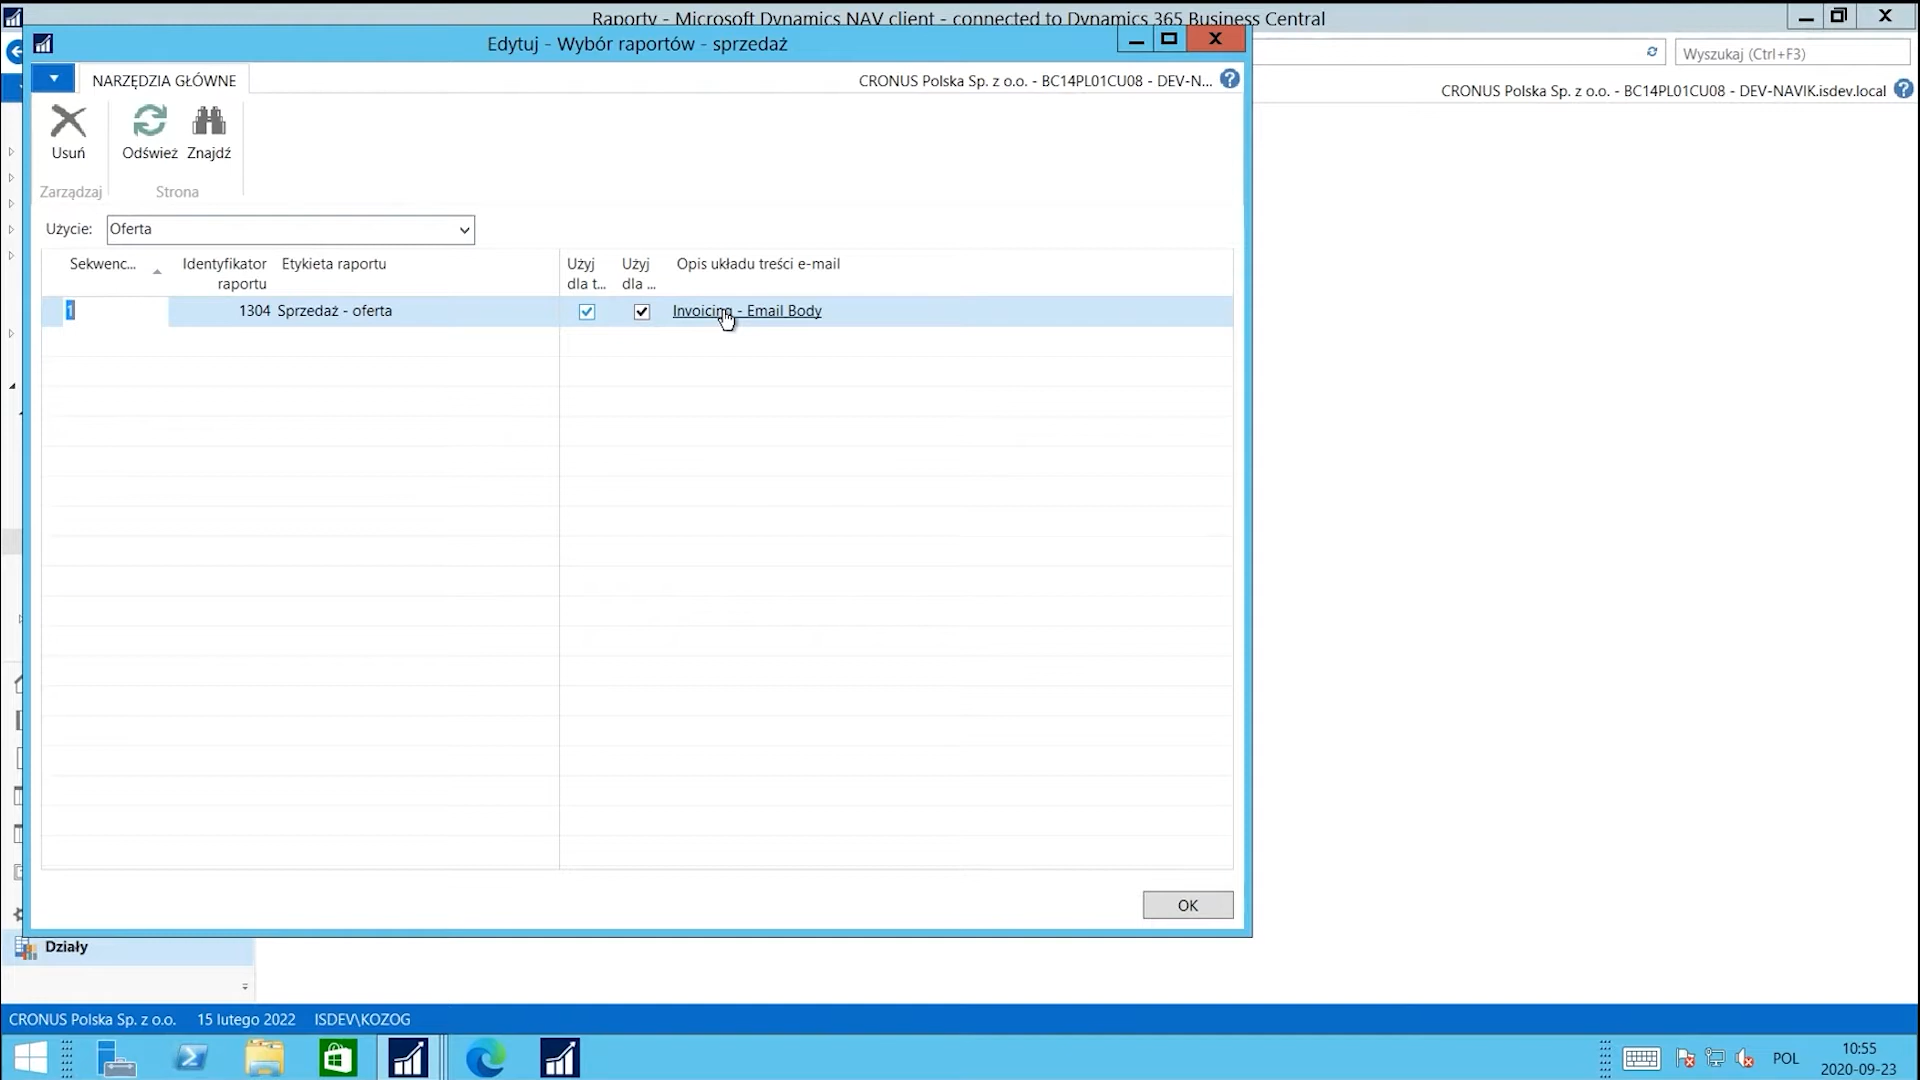 Raporty - Microsoft Dynamics NAV client - connected to Dynamics 365 Business Central
Edytuj - Wybór raportów - sprzedaż
Wyszukaj (Ctrl+F3)
NARZĘDZIA GŁÓWNE
CRONUS Polska Sp. z o.o. - BC14PL01CU08 - DEV-N...
CRONUS Polska Sp. z o.o. - BC14PL01CU08 - DEV-NAVIK.isdev.local
Usuń
Odśwież
Znajdź
Zarządzaj
Strona
Użycie:
Oferta
Sekwenc...
Identyfikator raportu
Etykieta raportu
Użyj dla t...
Użyj dla ...
Opis układu treści e-mail
1
1304
Sprzedaż - oferta
Invoicing - Email Body
OK
Działy
CRONUS Polska Sp. z o.o.
15 lutego 2022
ISDEV\KOZOG
POL
10:55
2020-09-23